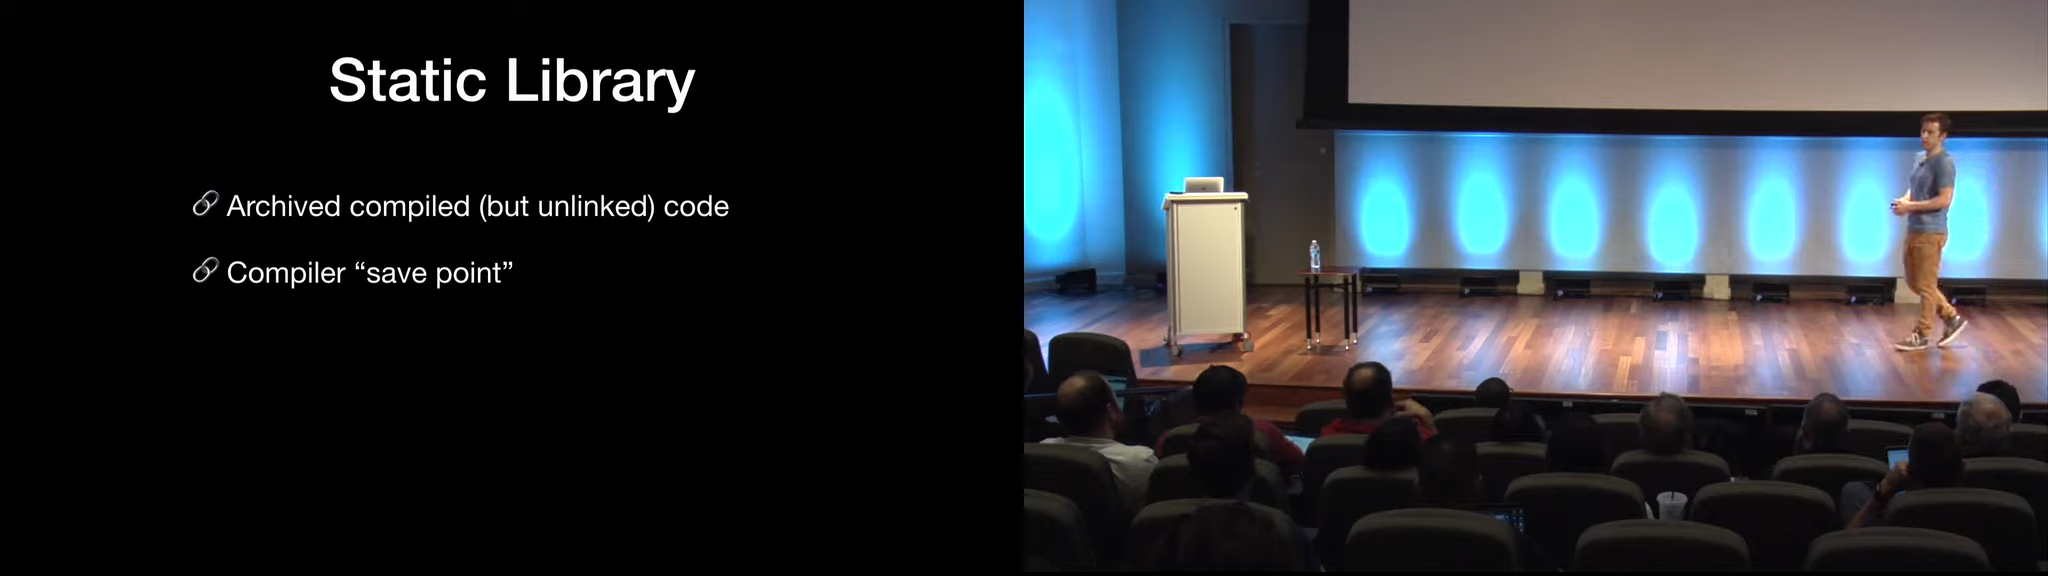 Static Library
🔗 Archived compiled (but unlinked) code
🔗 Compiler “save point”